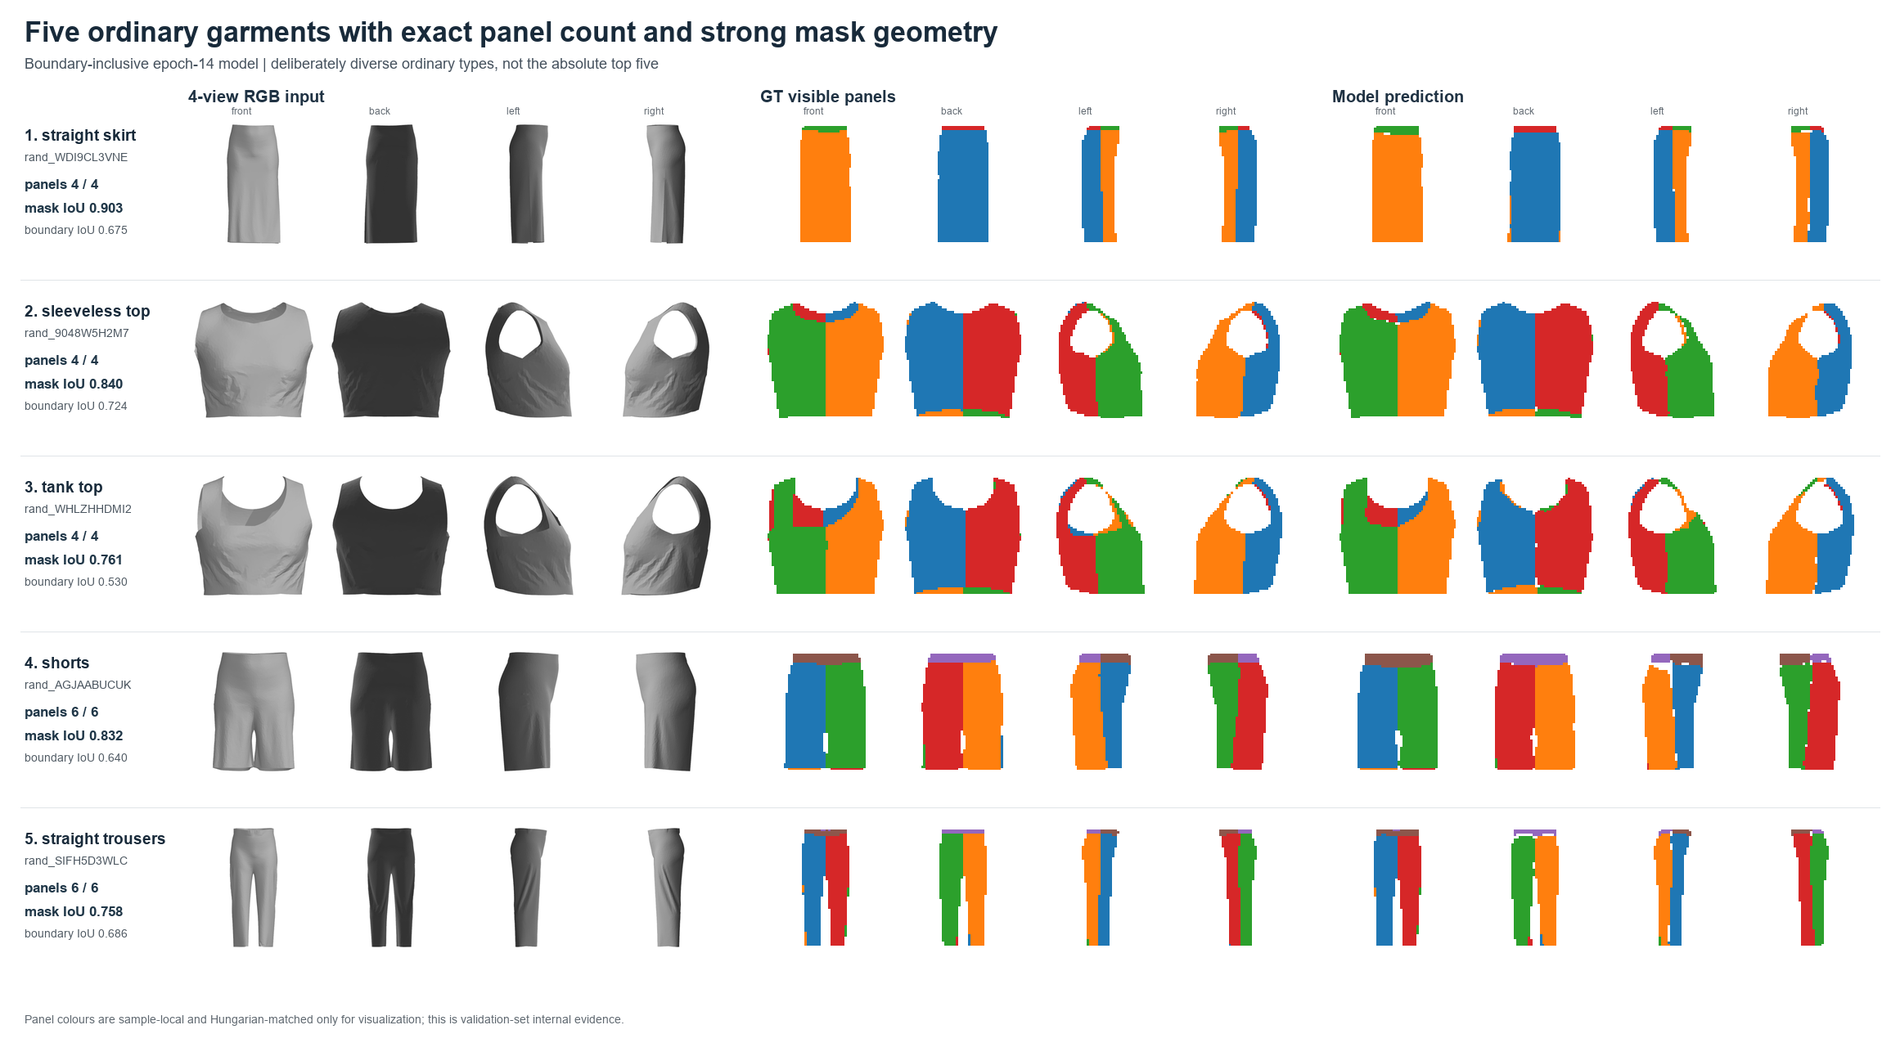 Five ordinary garments with exact panel count and strong mask geometry
Boundary-inclusive epoch-14 model | deliberately diverse ordinary types, not the absolute top five
4-view RGB input
GT visible panels
Model prediction
front back left right front back left right front back left right
1. straight skirt
rand_WDI9CL3VNE
panels 4 / 4
mask IoU 0.903
boundary IoU 0.675
2. sleeveless top
rand_9048W5H2M7
panels 4 / 4
mask IoU 0.840
boundary IoU 0.724
3. tank top
rand_WHLZHHDMI2
panels 4 / 4
mask IoU 0.761
boundary IoU 0.530
4. shorts
rand_AGJAABUCUK
panels 6 / 6
mask IoU 0.832
boundary IoU 0.640
5. straight trousers
rand_SIFH5D3WLC
panels 6 / 6
mask IoU 0.758
boundary IoU 0.686
Panel colours are sample-local and Hungarian-matched only for visualization; this is validation-set internal evidence.